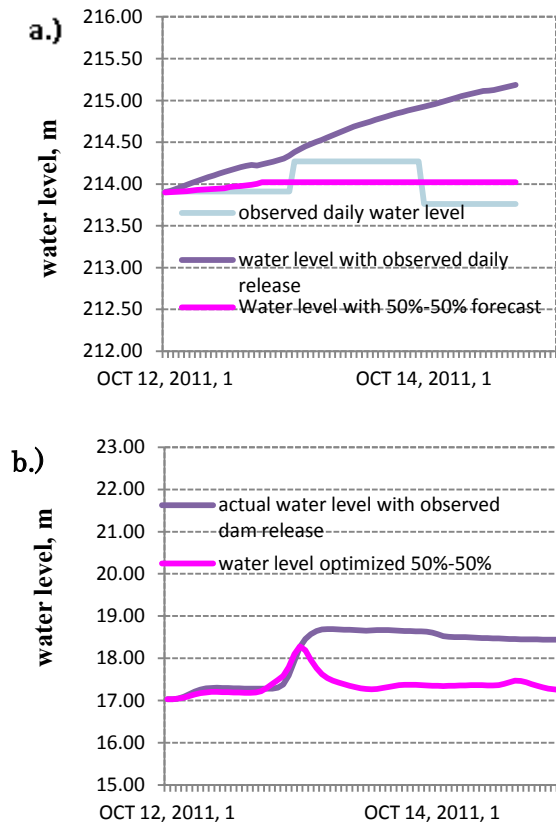 a.)
216.00
215.50
215.00
214.50
214.00
213.50
213.00
212.50
212.00
water level, m
observed daily water level
water level with observed daily
release
Water level with 50%-50% forecast
OCT 12, 2011, 1
OCT 14, 2011, 1
b.)
23.00
22.00
21.00
20.00
19.00
18.00
17.00
16.00
15.00
water level, m
actual water level with observed
dam release
water level optimized 50%-50%
OCT 12, 2011, 1
OCT 14, 2011, 1